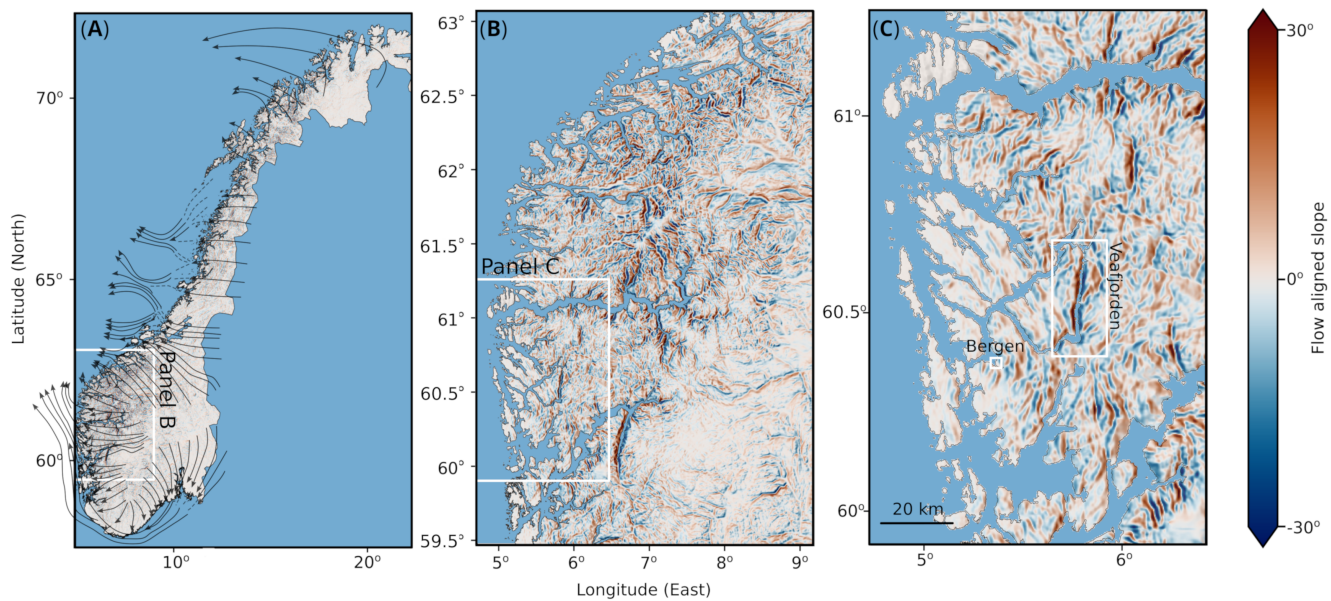 (A)
(B)
(C)
Latitude (North)
70°
65°
60°
10°
20°
Panel B
63°
62.5°
62°
61.5°
61°
60.5°
60°
59.5°
Panel C
5°
6°
7°
8°
9°
Longitude (East)
61°
60.5°
60°
Veafjorden
Bergen
20 km
5°
6°
30°
0°
-30°
Flow aligned slope